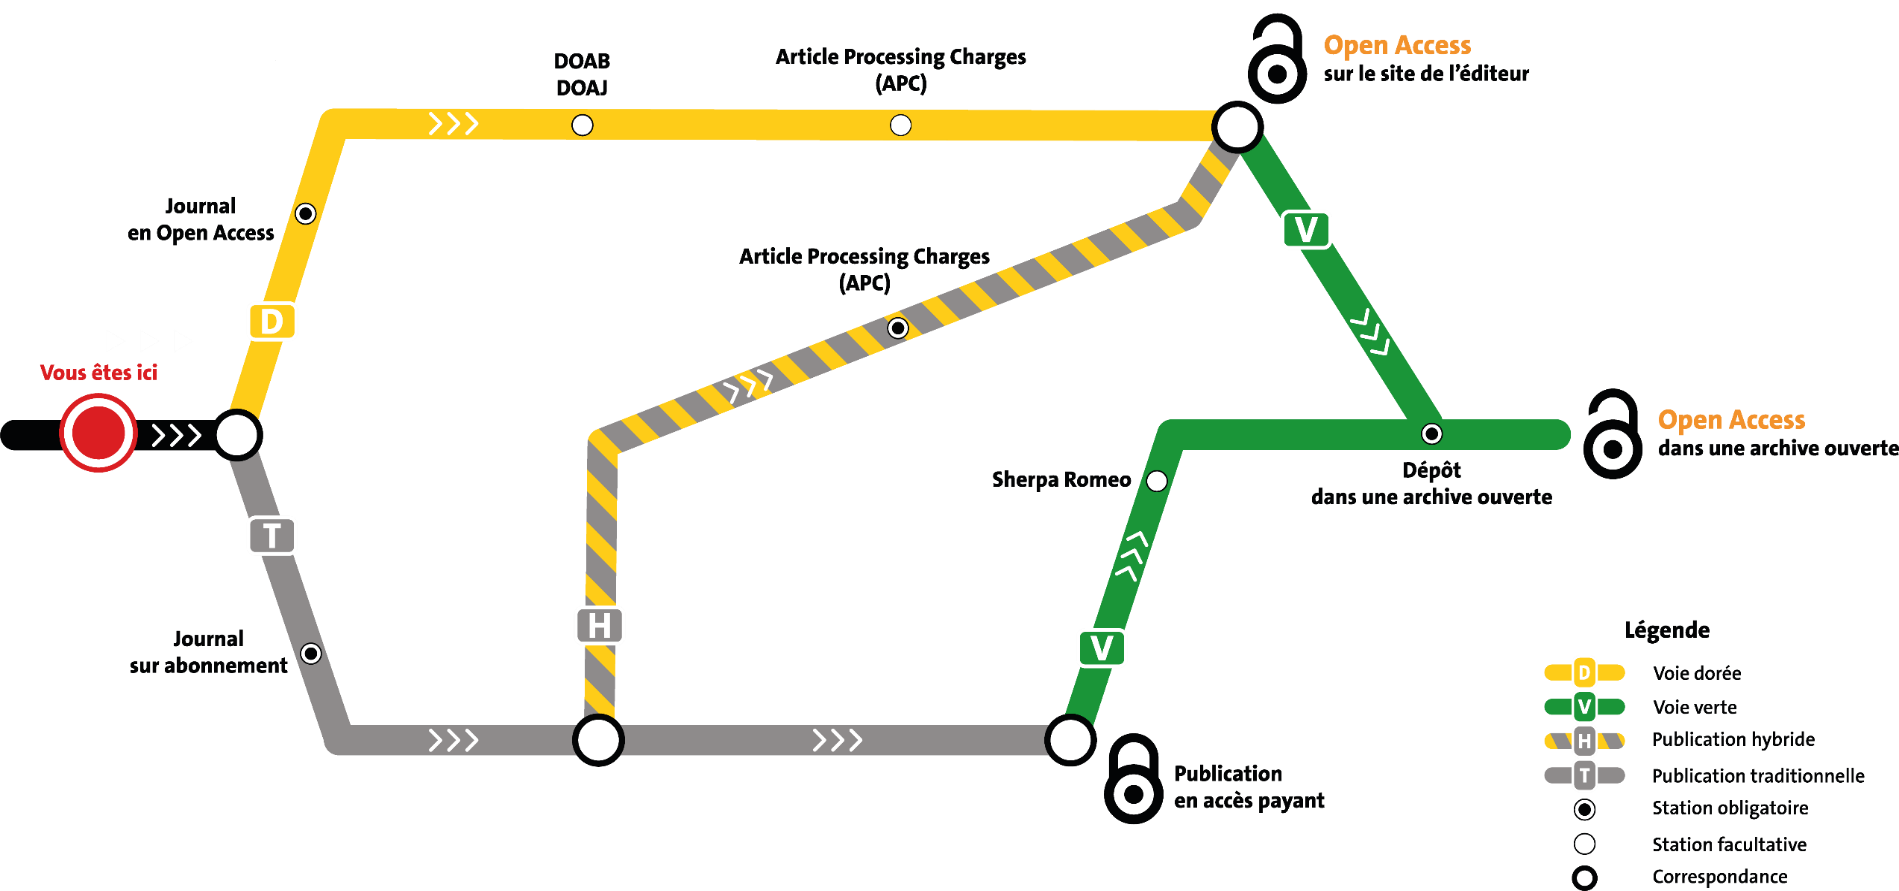 DOAB
DOAJ
Article Processing Charges
(APC)
Open Access
sur le site de l'éditeur
Journal
en Open Access
V
Article Processing Charges
(APC)
D
Vous êtes ici
Open Access
dans une archive ouverte
Sherpa Romeo
Dépôt
dans une archive ouverte
T
H
V
Journal
sur abonnement
Publication
en accès payant
Légende
D Voie dorée
V Voie verte
H Publication hybride
T Publication traditionnelle
Station obligatoire
Station facultative
Correspondance